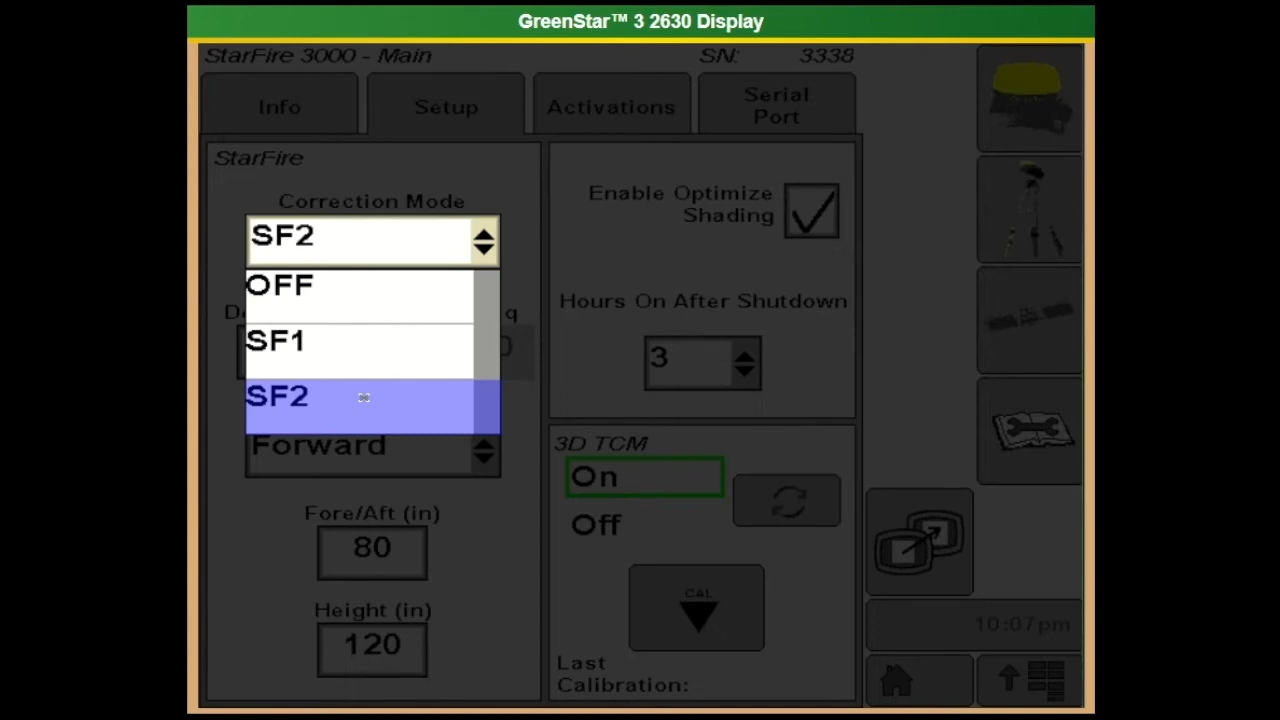 GreenStar™ 3 2630 Display
StarFire 3000 - Main
SN: 3338
Info
Setup
Activations
Serial
Port
StarFire
Correction Mode
SF2
OFF
SF1
SF2
Forward
Fore/Aft (in)
80
Height (in)
120
Enable Optimize
Shading
Hours On After Shutdown
3
3D TCM
On
Off
CAL
Last
Calibration:
10:07pm